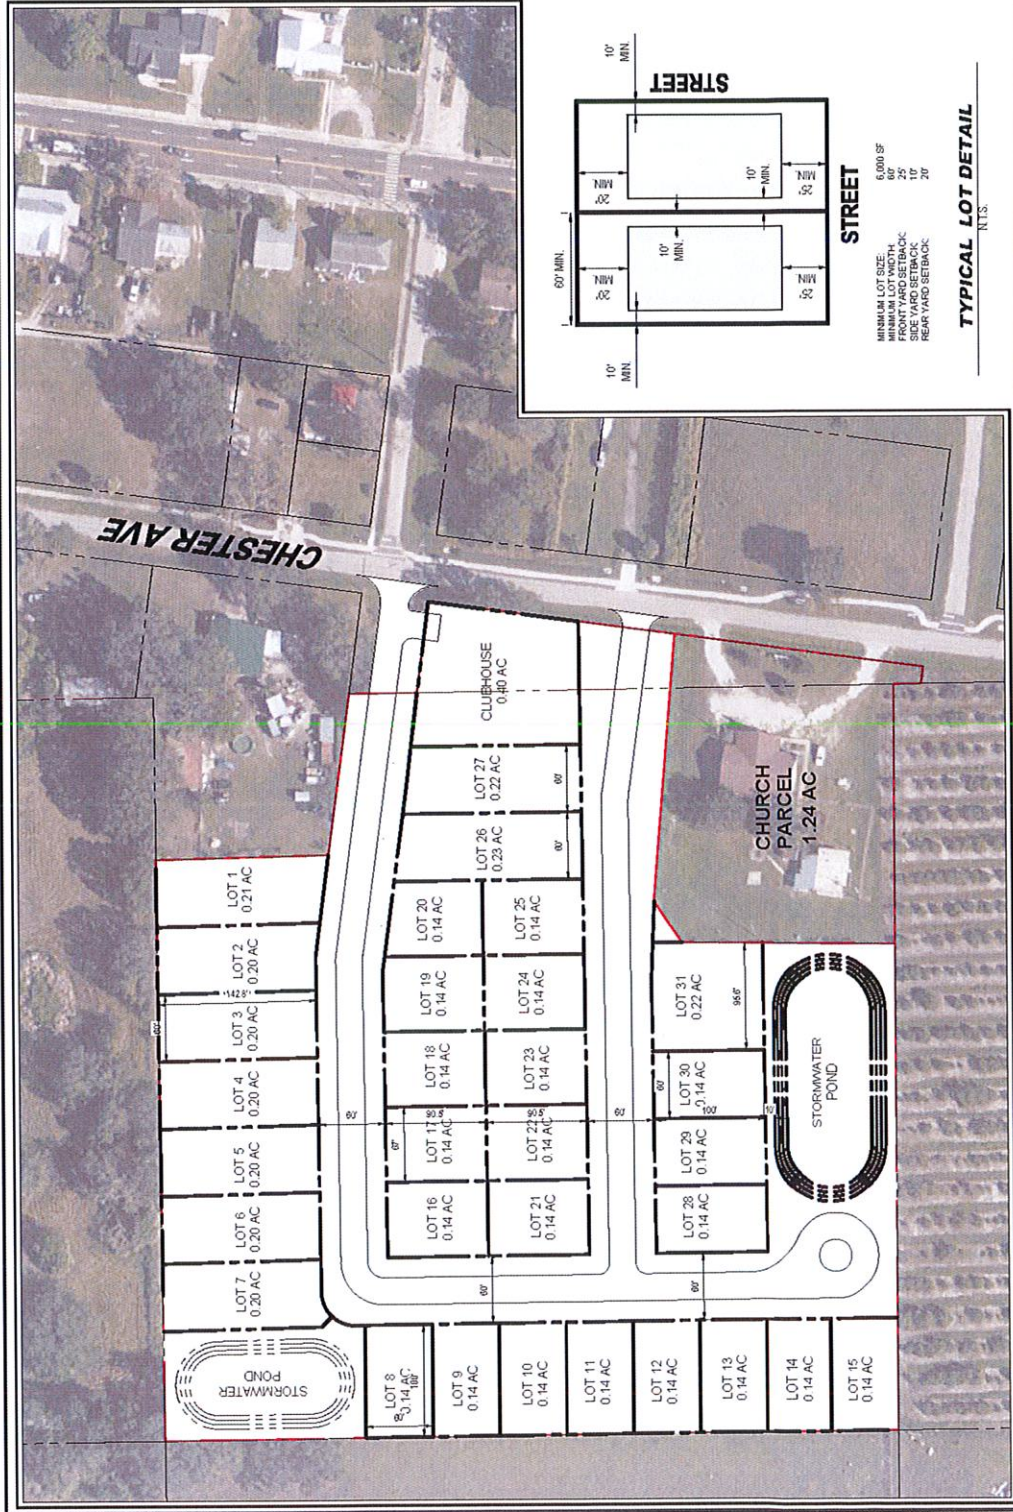 CHESTER AVE
LOT 1
0.21 AC
LOT 2
0.20 AC
LOT 3
0.20 AC
142.8'
60'
LOT 4
0.20 AC
LOT 5
0.20 AC
LOT 6
0.20 AC
LOT 7
0.20 AC
STORMWATER
POND
LOT 8
0.14 AC
100'
60'
LOT 9
0.14 AC
LOT 10
0.14 AC
LOT 11
0.14 AC
LOT 12
0.14 AC
LOT 13
0.14 AC
LOT 14
0.14 AC
LOT 15
0.14 AC
LOT 16
0.14 AC
LOT 17
0.14 AC
90.5'
67'
LOT 18
0.14 AC
LOT 19
0.14 AC
LOT 20
0.14 AC
LOT 21
0.14 AC
LOT 22
0.14 AC
90.5'
LOT 23
0.14 AC
LOT 24
0.14 AC
LOT 25
0.14 AC
LOT 26
0.23 AC
60'
LOT 27
0.22 AC
60'
CLUBHOUSE
0.40 AC
60'
60'
60'
60'
LOT 28
0.14 AC
LOT 29
0.14 AC
LOT 30
0.14 AC
60'
100'
10'
LOT 31
0.22 AC
95.6'
STORMWATER
POND
CHURCH
PARCEL
1.24 AC
60' MIN.
10'
MIN.
10'
MIN.
20'
MIN.
20'
MIN.
10'
MIN.
10'
MIN.
25'
MIN.
25'
MIN.
STREET
STREET
MINIMUM LOT SIZE: 6,000 SF
MINIMUM LOT WIDTH: 60'
FRONT YARD SETBACK: 25'
SIDE YARD SETBACK: 10'
REAR YARD SETBACK: 20'
TYPICAL LOT DETAIL
N.T.S.